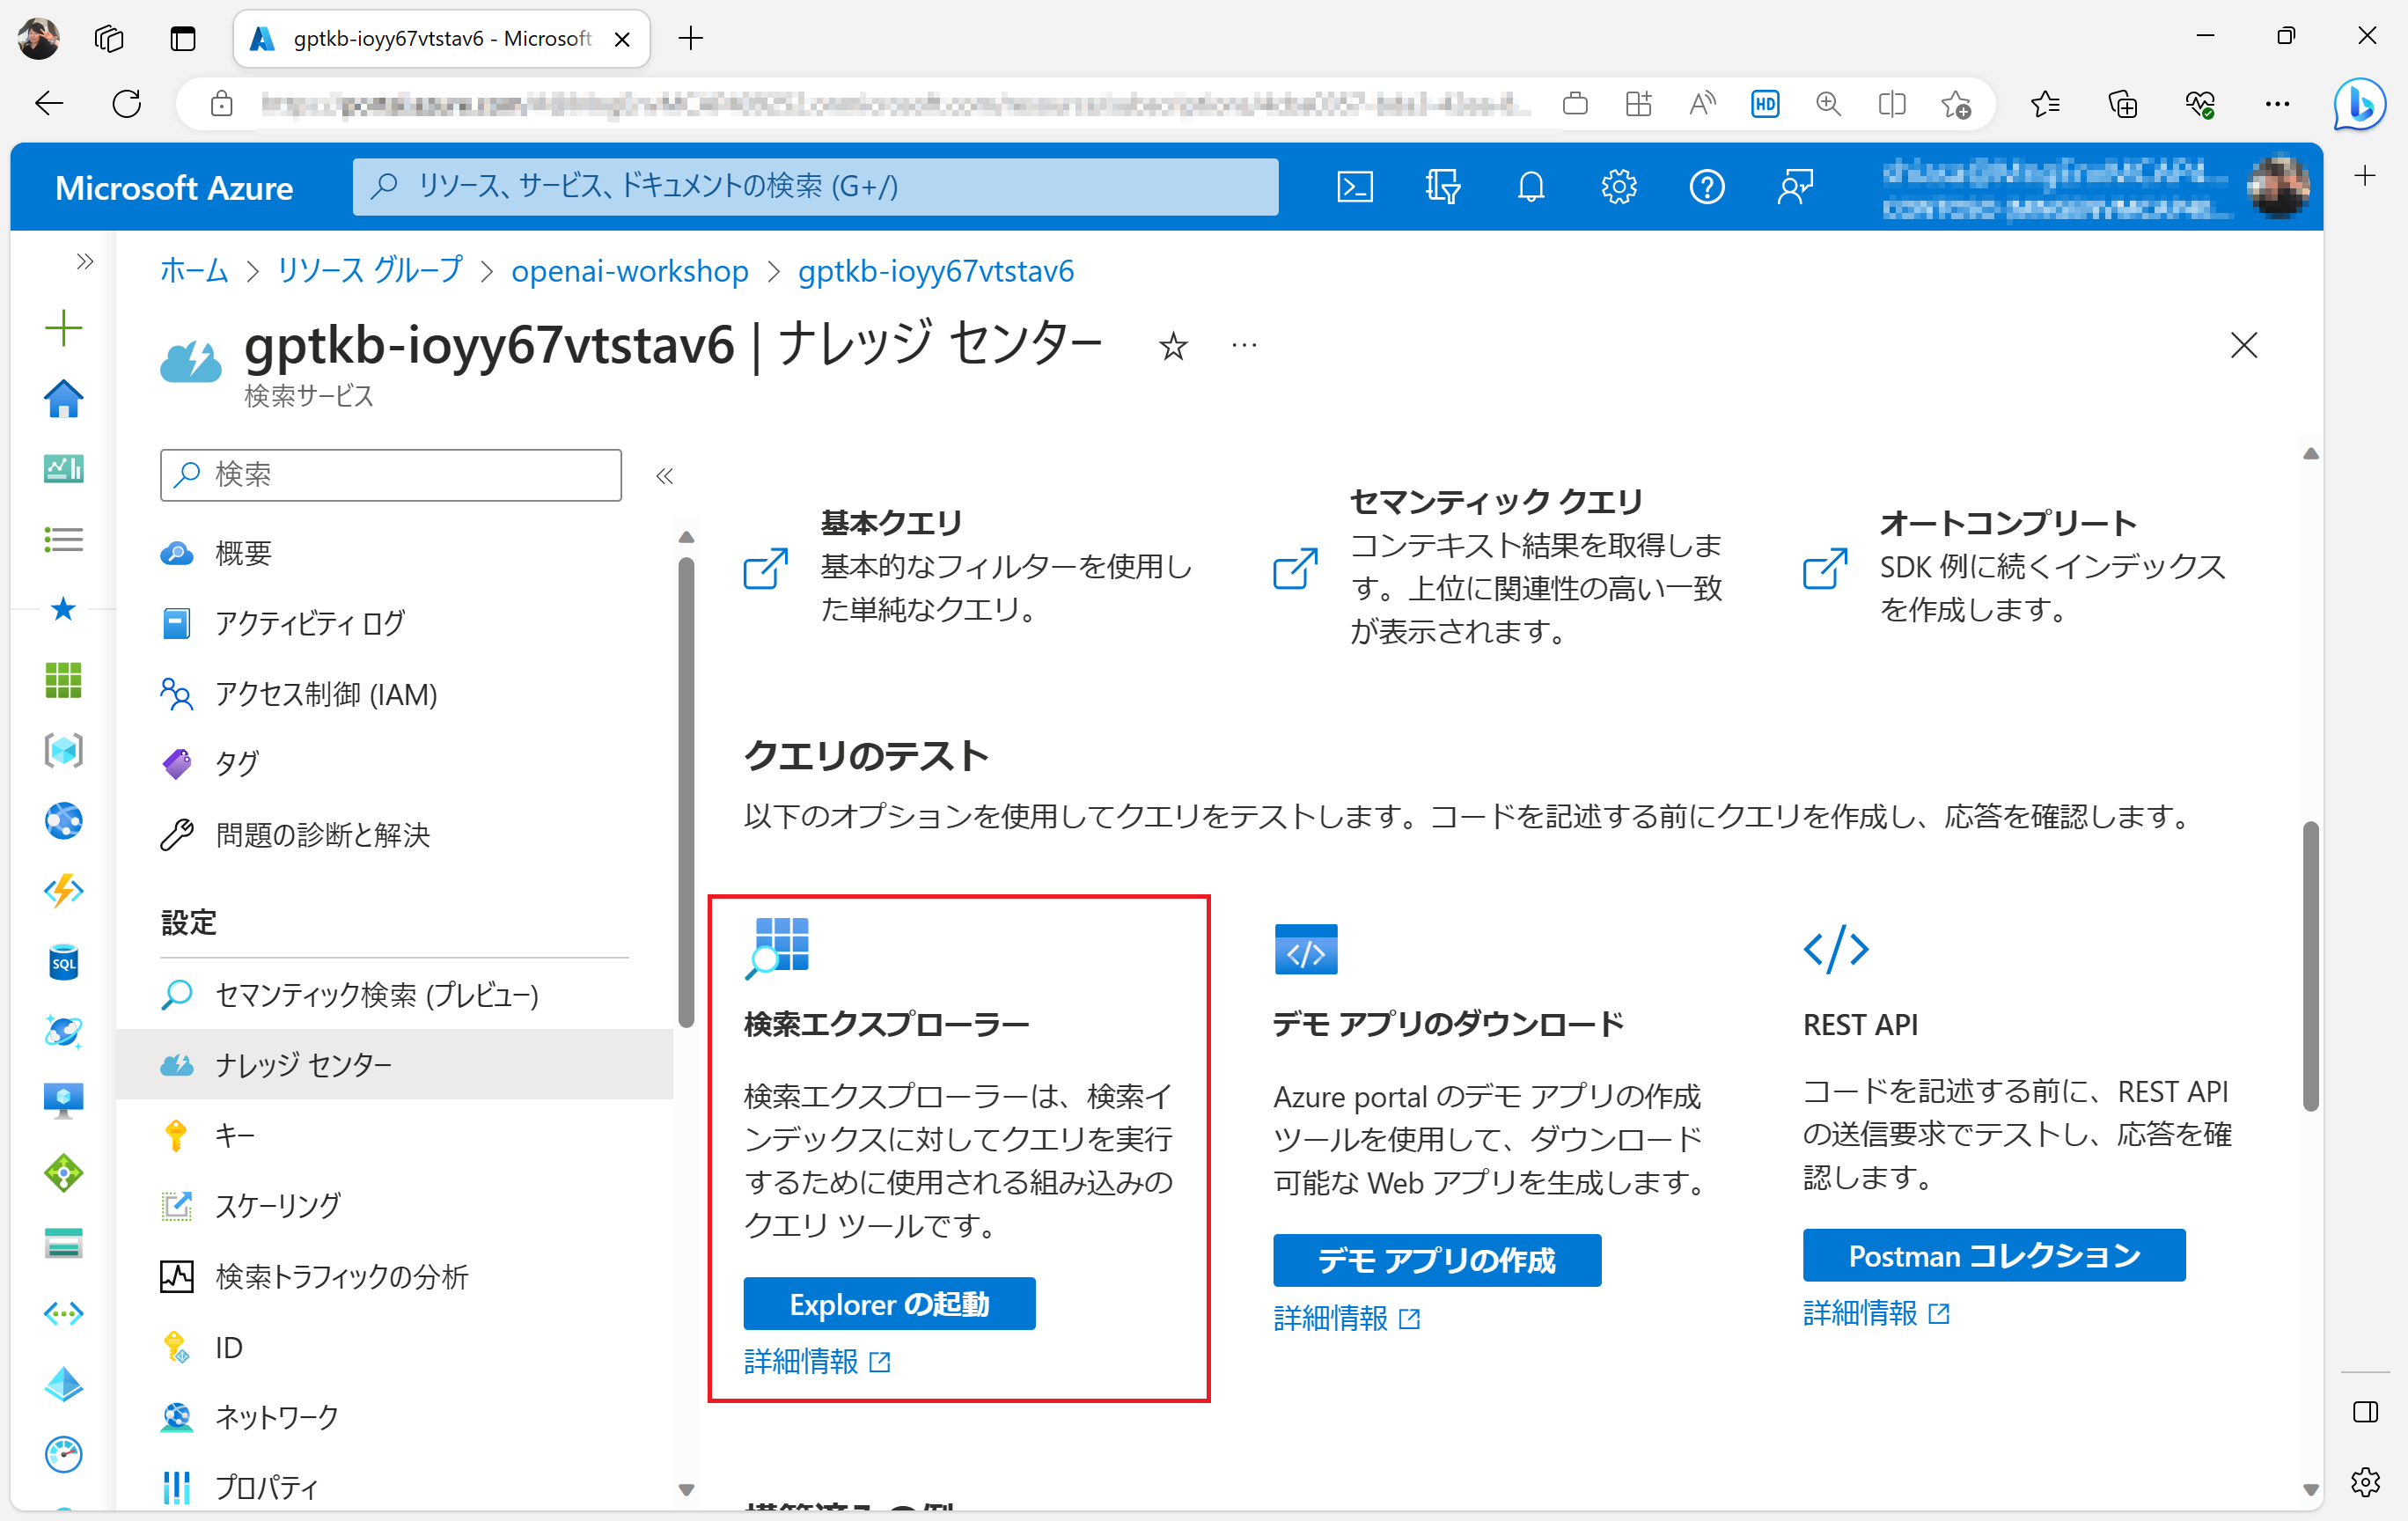 gptkb-ioyy67vtstav6 - Microsoft
HD
Microsoft Azure
リソース、サービス、ドキュメントの検索 (G+/)
ホーム > リソース グループ > openai-workshop > gptkb-ioyy67vtstav6
gptkb-ioyy67vtstav6 | ナレッジ センター
検索サービス
検索
概要
アクティビティ ログ
アクセス制御 (IAM)
タグ
問題の診断と解決
設定
セマンティック検索 (プレビュー)
ナレッジ センター
キー
スケーリング
検索トラフィックの分析
ID
ネットワーク
プロパティ
SQL
基本クエリ
基本的なフィルターを使用し
た単純なクエリ。
セマンティック クエリ
コンテキスト結果を取得しま
す。上位に関連性の高い一致
が表示されます。
オートコンプリート
SDK 例に続くインデックス
を作成します。
クエリのテスト
以下のオプションを使用してクエリをテストします。コードを記述する前にクエリを作成し、応答を確認します。
検索エクスプローラー
検索エクスプローラーは、検索イ
ンデックスに対してクエリを実行
するために使用される組み込みの
クエリ ツールです。
Explorer の起動
詳細情報
デモ アプリのダウンロード
Azure portal のデモ アプリの作成
ツールを使用して、ダウンロード
可能な Web アプリを生成します。
デモ アプリの作成
詳細情報
REST API
コードを記述する前に、REST API
の送信要求でテストし、応答を確
認します。
Postman コレクション
詳細情報